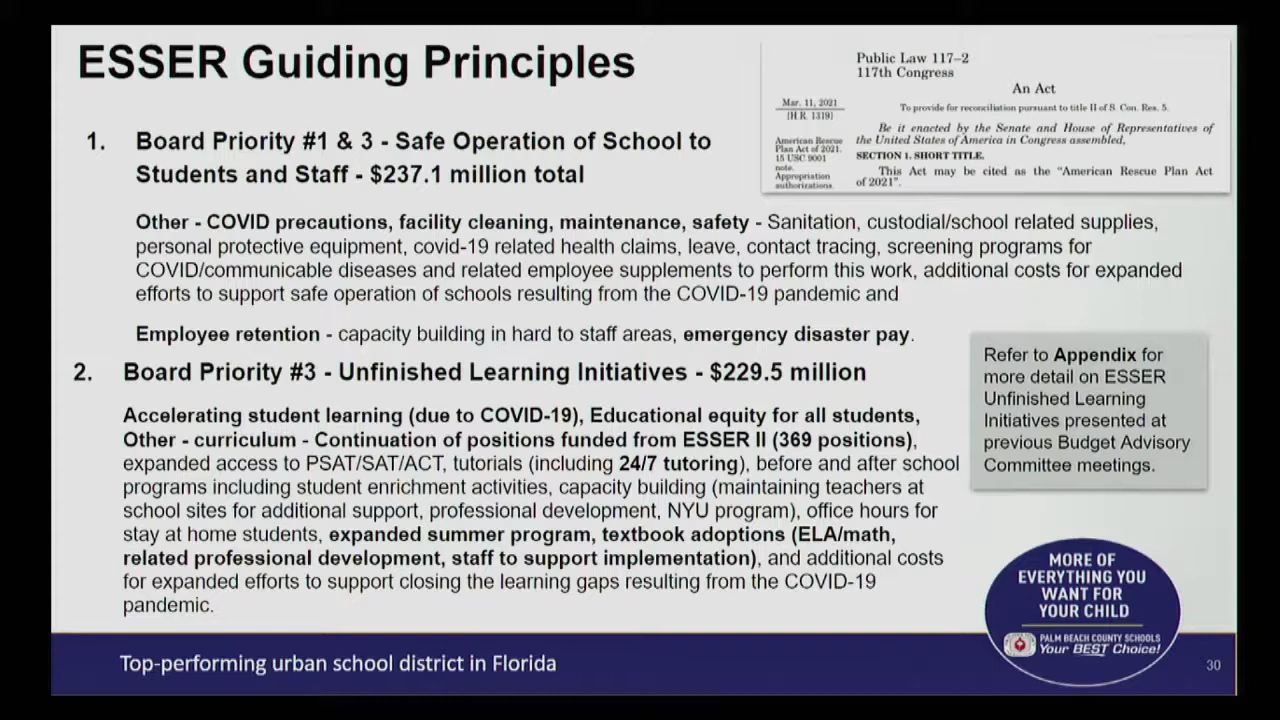 ESSER Guiding Principles
Public Law 117–2
117th Congress
An Act
Mar. 11, 2021
[H.R. 1319]
To provide for reconciliation pursuant to title II of S. Con. Res. 5.
American Rescue
Plan Act of 2021.
15 USC 9001
note.
Appropriation
authorizations.
Be it enacted by the Senate and House of Representatives of
the United States of America in Congress assembled,
SECTION 1. SHORT TITLE.
This Act may be cited as the “American Rescue Plan Act
of 2021”.
1. Board Priority #1 & 3 - Safe Operation of School to
Students and Staff - $237.1 million total
Other - COVID precautions, facility cleaning, maintenance, safety - Sanitation, custodial/school related supplies,
personal protective equipment, covid-19 related health claims, leave, contact tracing, screening programs for
COVID/communicable diseases and related employee supplements to perform this work, additional costs for expanded
efforts to support safe operation of schools resulting from the COVID-19 pandemic and
Employee retention - capacity building in hard to staff areas, emergency disaster pay.
2. Board Priority #3 - Unfinished Learning Initiatives - $229.5 million
Accelerating student learning (due to COVID-19), Educational equity for all students,
Other - curriculum - Continuation of positions funded from ESSER II (369 positions),
expanded access to PSAT/SAT/ACT, tutorials (including 24/7 tutoring), before and after school
programs including student enrichment activities, capacity building (maintaining teachers at
school sites for additional support, professional development, NYU program), office hours for
stay at home students, expanded summer program, textbook adoptions (ELA/math,
related professional development, staff to support implementation), and additional costs
for expanded efforts to support closing the learning gaps resulting from the COVID-19
pandemic.
Refer to Appendix for
more detail on ESSER
Unfinished Learning
Initiatives presented at
previous Budget Advisory
Committee meetings.
MORE OF
EVERYTHING YOU
WANT FOR
YOUR CHILD
PALM BEACH COUNTY SCHOOLS
Your BEST Choice!
Top-performing urban school district in Florida
30